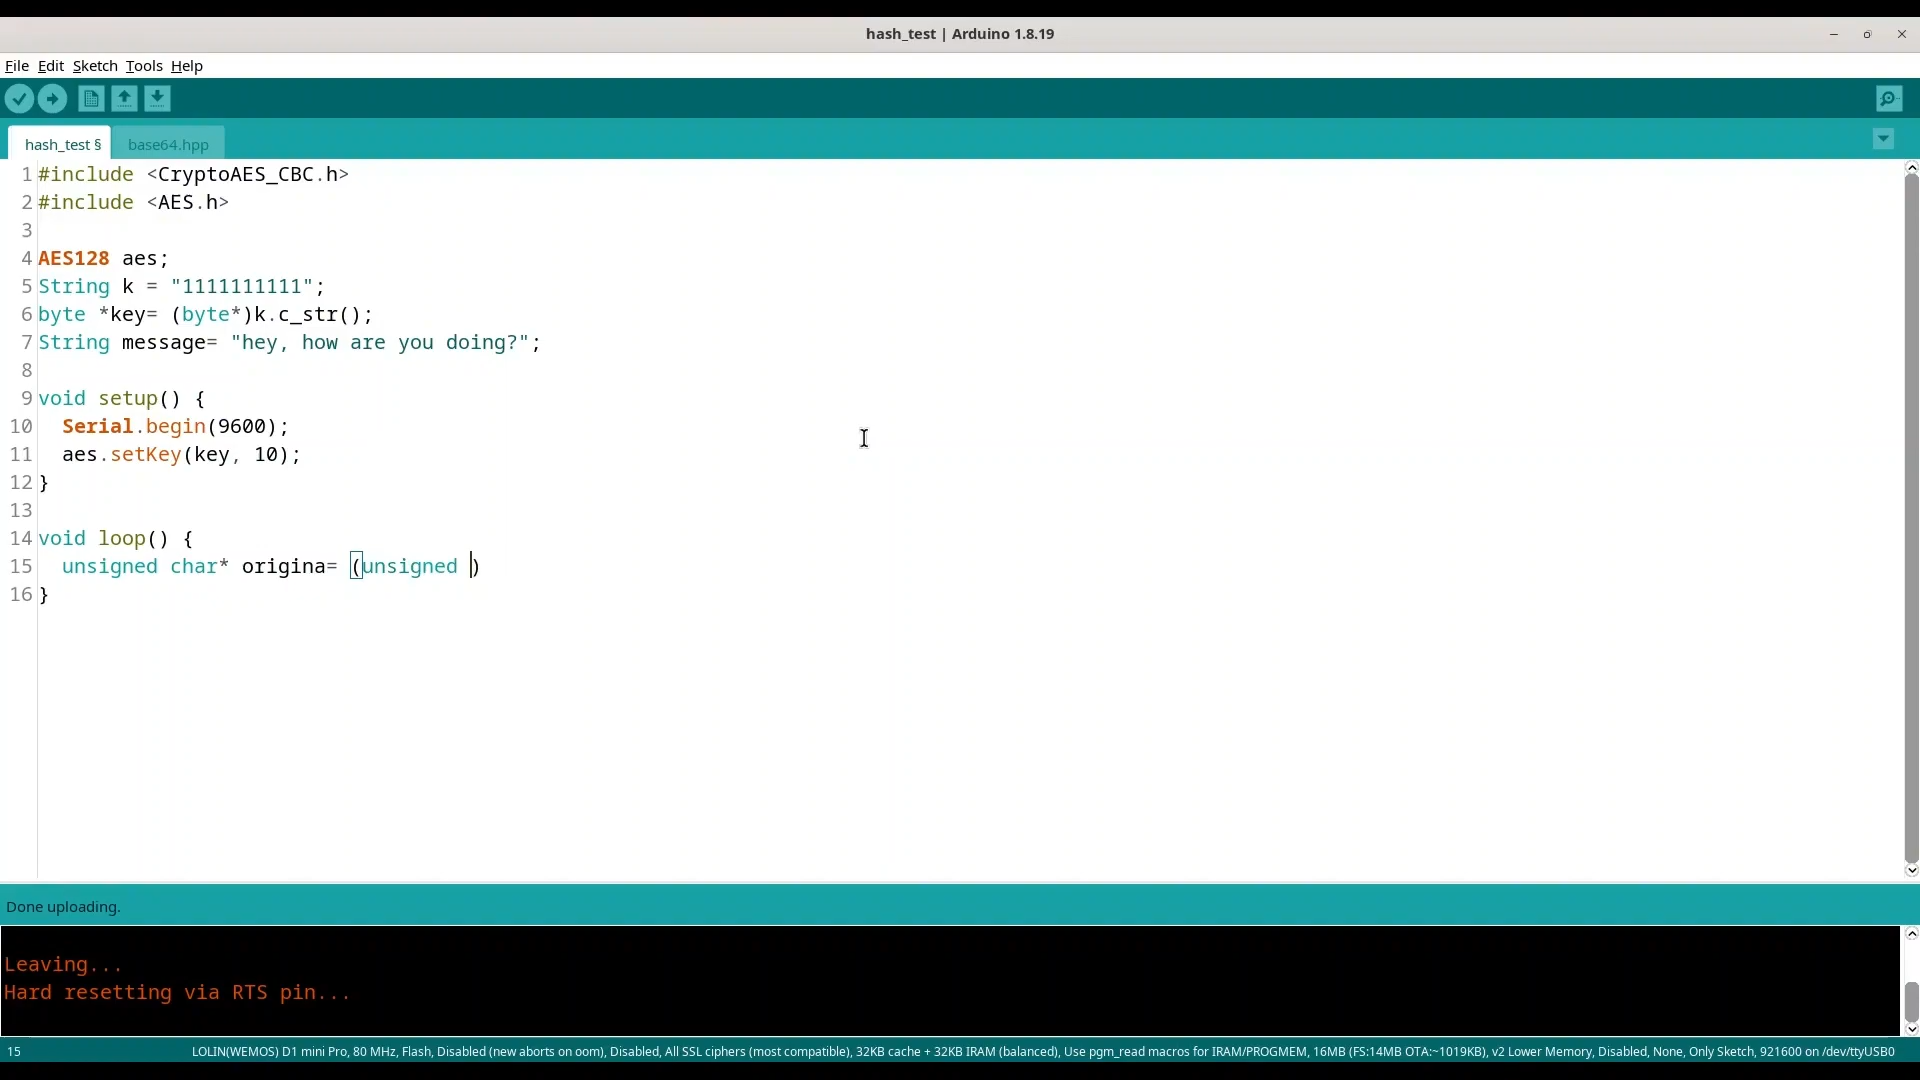 hash_test | Arduino 1.8.19
File Edit Sketch Tools Help
hash_test § base64.hpp
1 #include <CryptoAES_CBC.h>
2 #include <AES.h>
3
4 AES128 aes;
5 String k = "1111111111";
6 byte *key= (byte*)k.c_str();
7 String message= "hey, how are you doing?";
8
9 void setup() {
10 Serial.begin(9600);
11 aes.setKey(key, 10);
12 }
13
14 void loop() {
15 unsigned char* origina= (unsigned )
16 }
Done uploading.
Leaving...
Hard resetting via RTS pin...
15 LOLIN(WEMOS) D1 mini Pro, 80 MHz, Flash, Disabled (new aborts on oom), Disabled, All SSL ciphers (most compatible), 32KB cache + 32KB IRAM (balanced), Use pgm_read macros for IRAM/PROGMEM, 16MB (FS:14MB OTA:~1019KB), v2 Lower Memory, Disabled, None, Only Sketch, 921600 on /dev/ttyUSB0